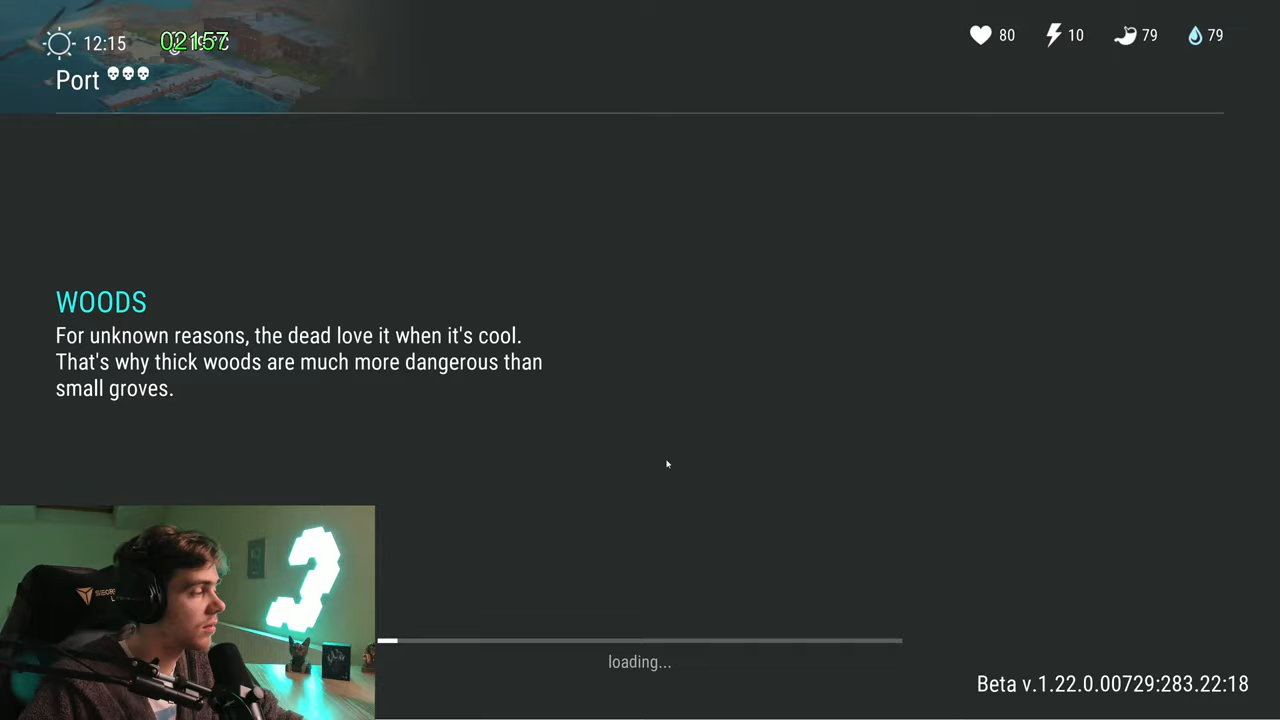 12:15
02157
Port
80
10
79
79
WOODS
For unknown reasons, the dead love it when it's cool.
That's why thick woods are much more dangerous than
small groves.
loading...
Beta v.1.22.0.00729:283.22:18